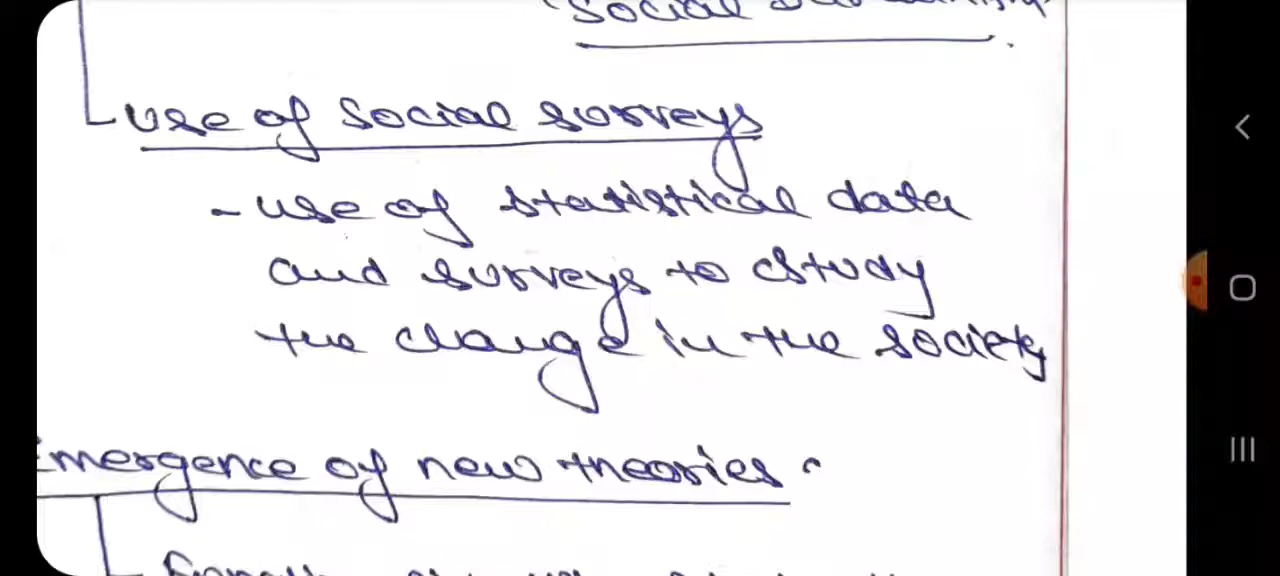 use of social surveys
- use of statistical data
and surveys to study
the change in the society
Emergence of new theories